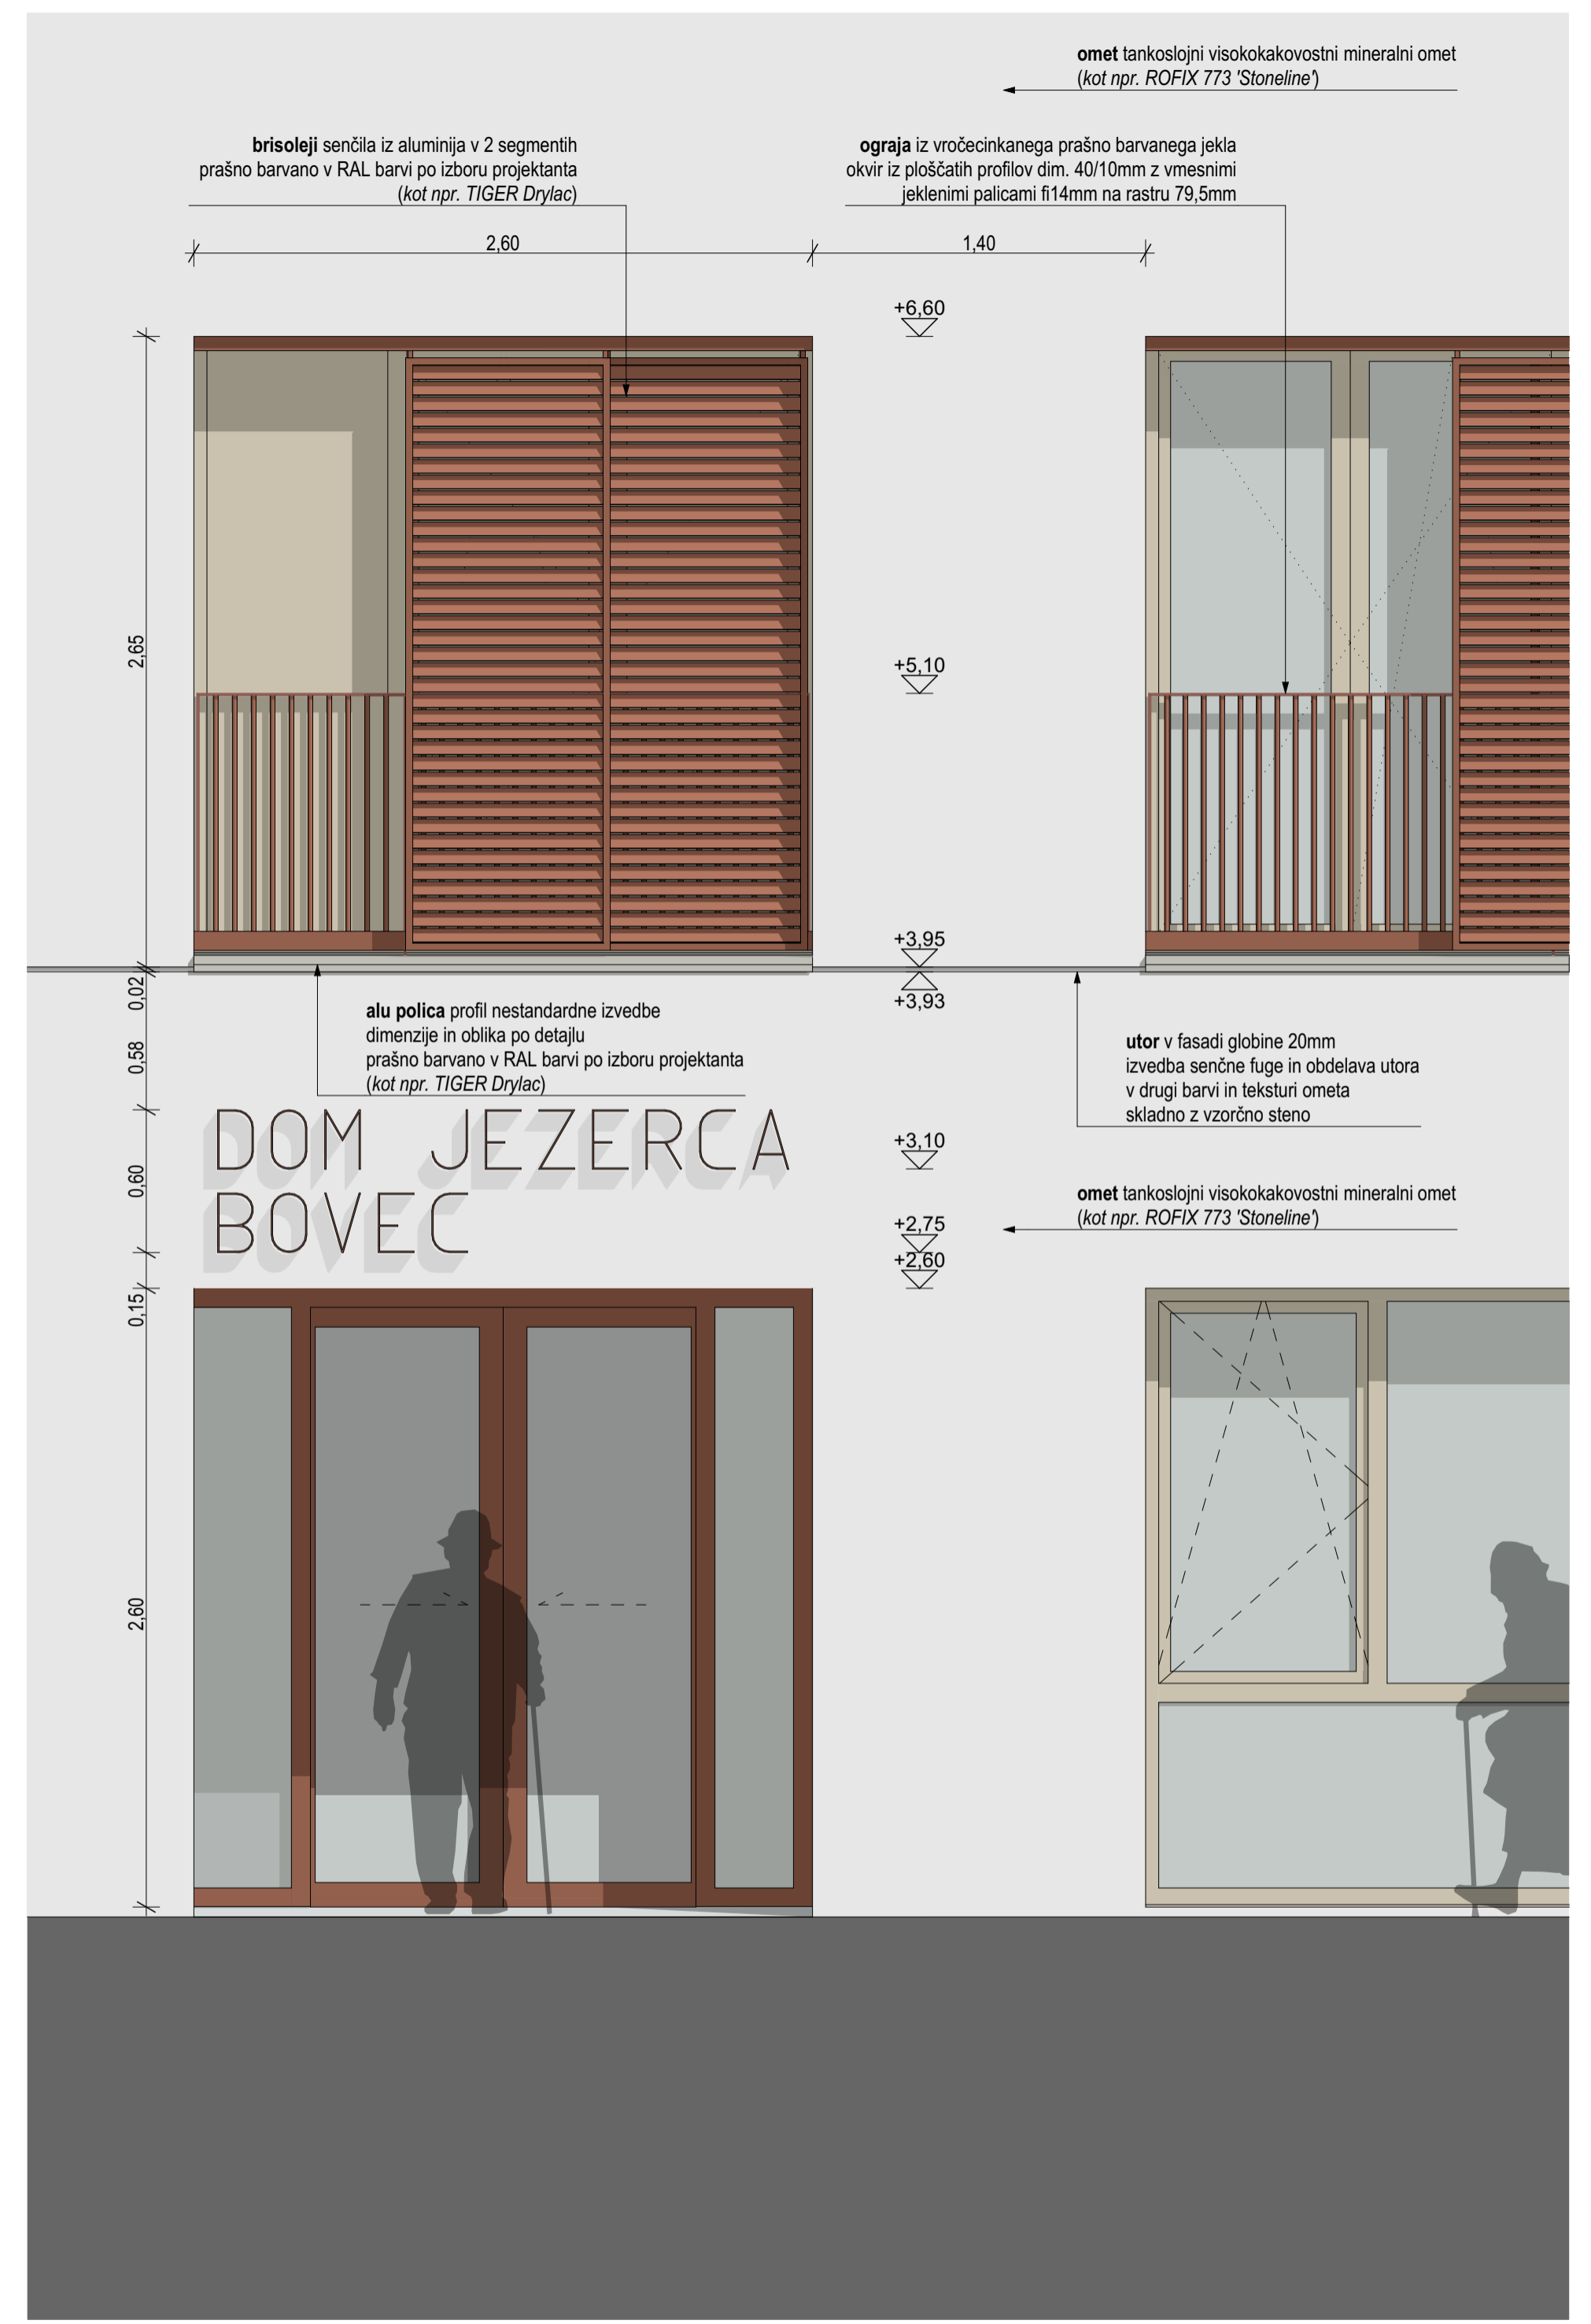 omet tankoslojni visokokakovostni mineralni omet
(kot npr. ROFIX 773 'Stoneline')
brisoleji senčila iz aluminija v 2 segmentih
prašno barvano v RAL barvi po izboru projektanta
(kot npr. TIGER Drylac)
ograja iz vročecinkanega prašno barvanega jekla
okvir iz ploščatih profilov dim. 40/10mm z vmesnimi
jeklenimi palicami fi14mm na rastru 79,5mm
2,60
1,40
+6,60
2,65
+5,10
+3,95
+3,93
0,02
alu polica profil nestandardne izvedbe
dimenzije in oblika po detajlu
prašno barvano v RAL barvi po izboru projektanta
(kot npr. TIGER Drylac)
utor v fasadi globine 20mm
izvedba senčne fuge in obdelava utora
v drugi barvi in teksturi ometa
skladno z vzorčno steno
0,58
DOM JEZERCA
BOVEC
+3,10
0,60
omet tankoslojni visokokakovostni mineralni omet
(kot npr. ROFIX 773 'Stoneline')
+2,75
+2,60
0,15
2,60